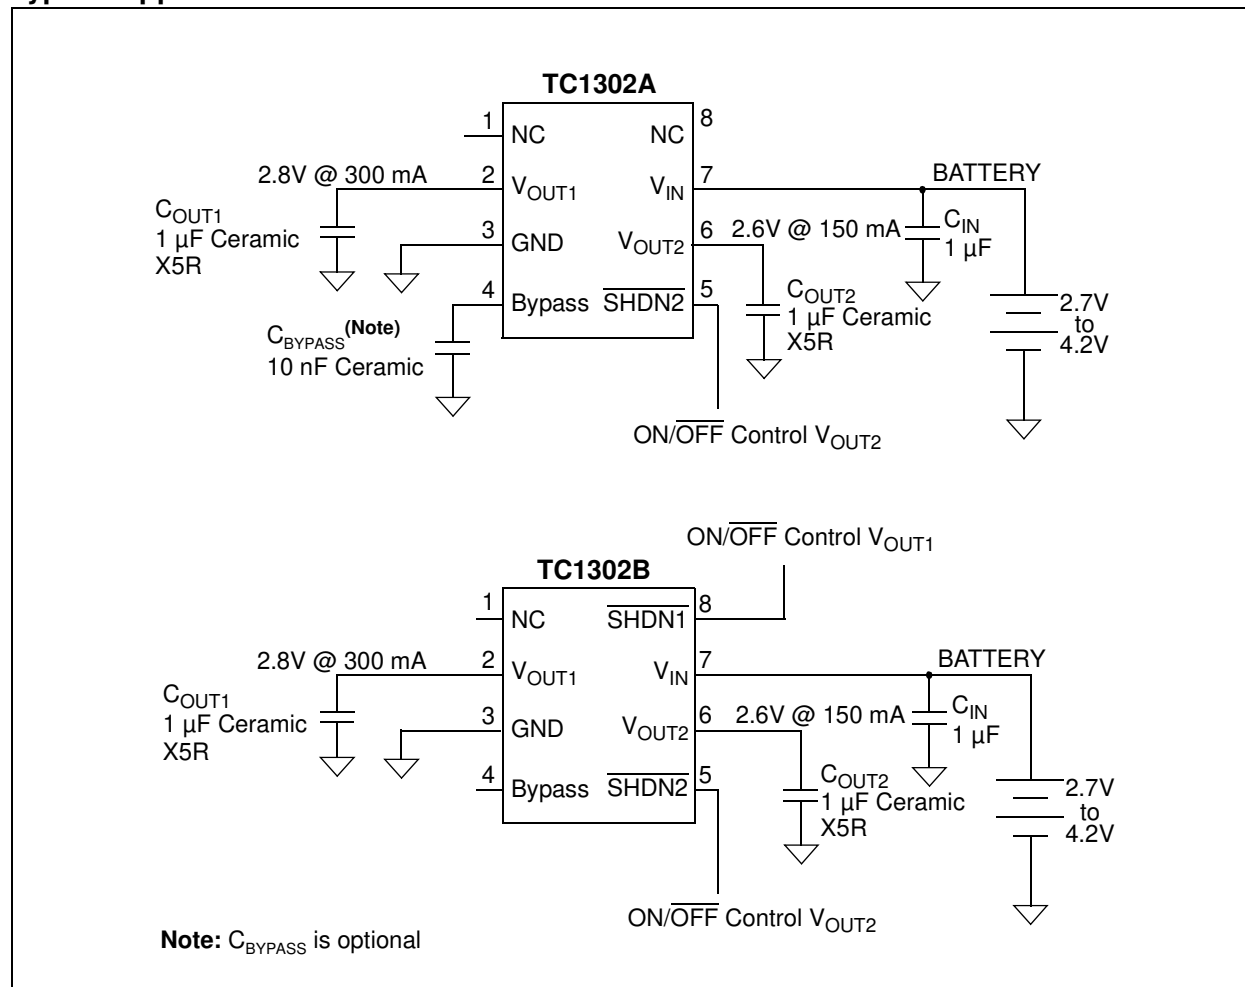 TC1302A
1
NC
NC
8
2.8V @ 300 mA
2
VOUT1
VIN
7
BATTERY
COUT1
1 µF Ceramic
X5R
3
GND
VOUT2
6
2.6V @ 150 mA
CIN
1 µF
4
Bypass
SHDN2
5
CBYPASS(Note)
10 nF Ceramic
COUT2
1 µF Ceramic
X5R
2.7V
to
4.2V
ON/OFF Control VOUT2
ON/OFF Control VOUT1
TC1302B
1
NC
SHDN1
8
2.8V @ 300 mA
2
VOUT1
VIN
7
BATTERY
COUT1
1 µF Ceramic
X5R
3
GND
VOUT2
6
2.6V @ 150 mA
CIN
1 µF
4
Bypass
SHDN2
5
COUT2
1 µF Ceramic
X5R
2.7V
to
4.2V
ON/OFF Control VOUT2
Note: CBYPASS is optional